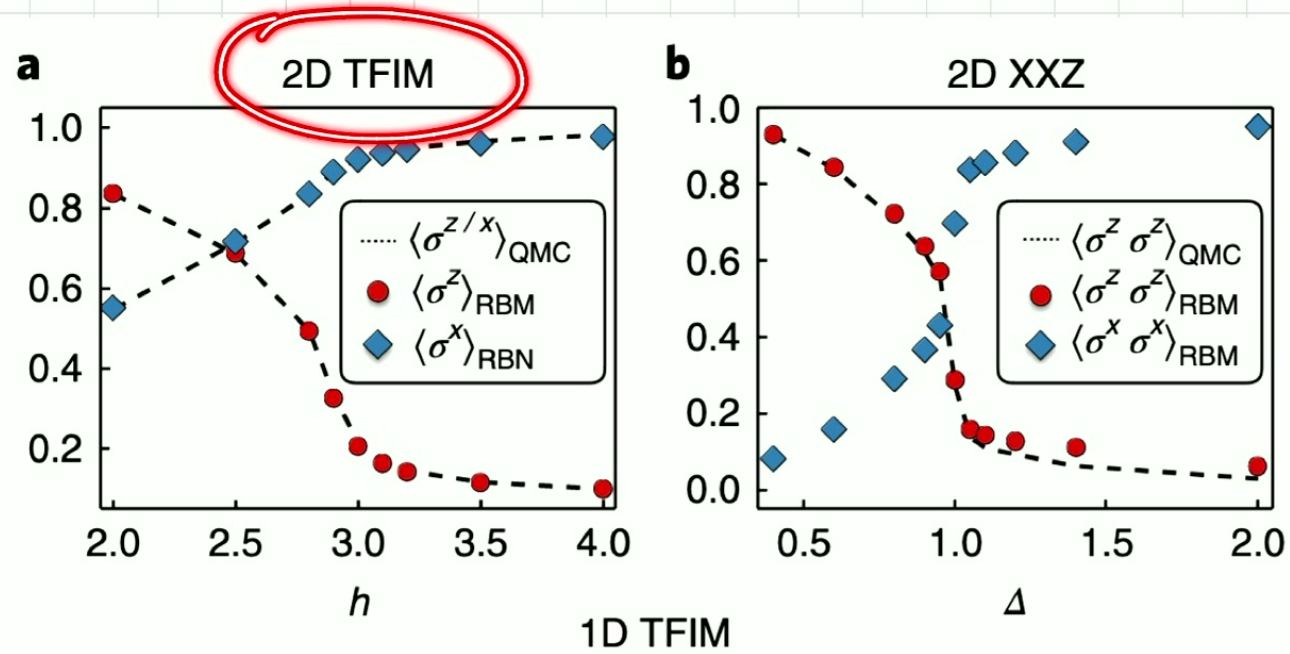 a 2D TFIM
1.0
0.8
0.6
0.4
0.2
⟨σ^{z/x}⟩_QMC
⟨σ^z⟩_RBM
⟨σ^x⟩_RBN
2.0 2.5 3.0 3.5 4.0
h
b 2D XXZ
1.0
0.8
0.6
0.4
0.2
0.0
⟨σ^z σ^z⟩_QMC
⟨σ^z σ^z⟩_RBM
⟨σ^x σ^x⟩_RBM
0.5 1.0 1.5 2.0
Δ
1D TFIM